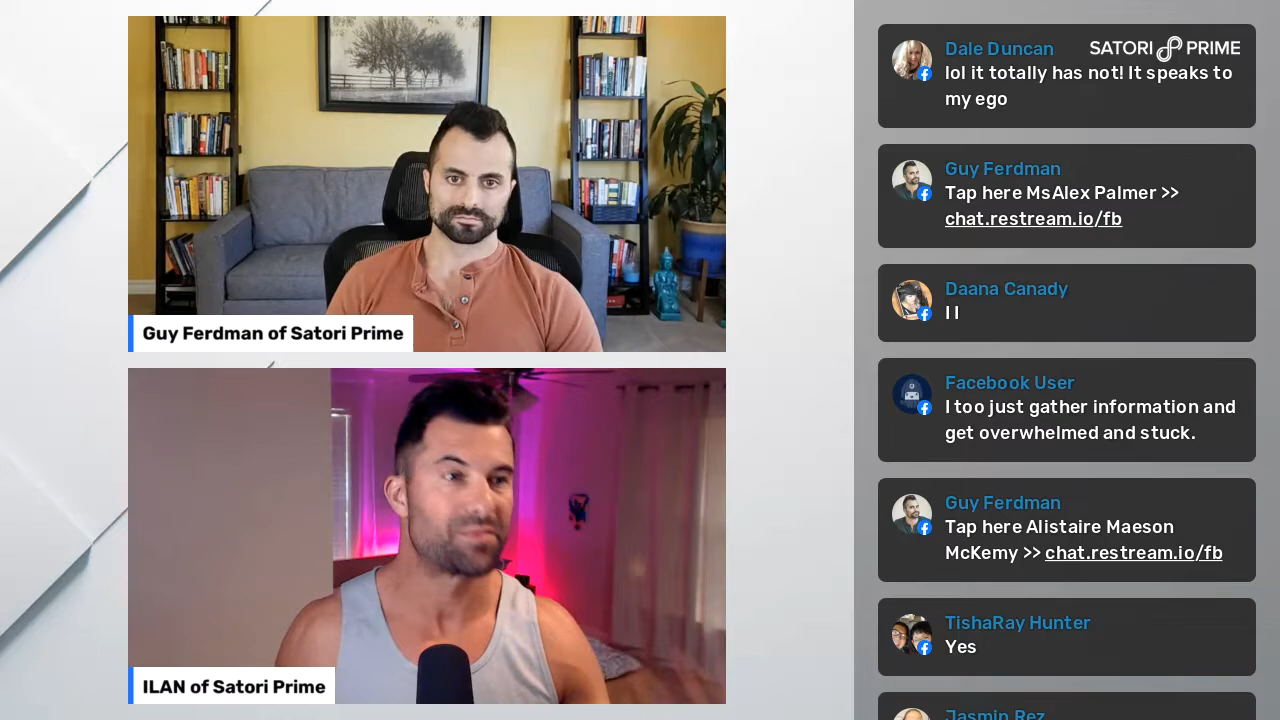 Guy Ferdman of Satori Prime
ILAN of Satori Prime
SATORI PRIME
Dale Duncan
lol it totally has not! It speaks to
my ego
Guy Ferdman
Tap here MsAlex Palmer >>
chat.restream.io/fb
Daana Canady
I I
Facebook User
I too just gather information and
get overwhelmed and stuck.
Guy Ferdman
Tap here Alistaire Maeson
McKemy >> chat.restream.io/fb
TishaRay Hunter
Yes
Jasmin Rez